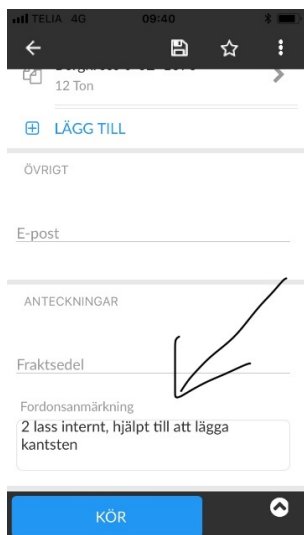 TELIA 4G 09:40
12 Ton
LÄGG TILL
ÖVRIGT
E-post
ANTECKNINGAR
Fraktsedel
Fordonsanmärkning
2 lass internt, hjälpt till att lägga
kantsten
KÖR